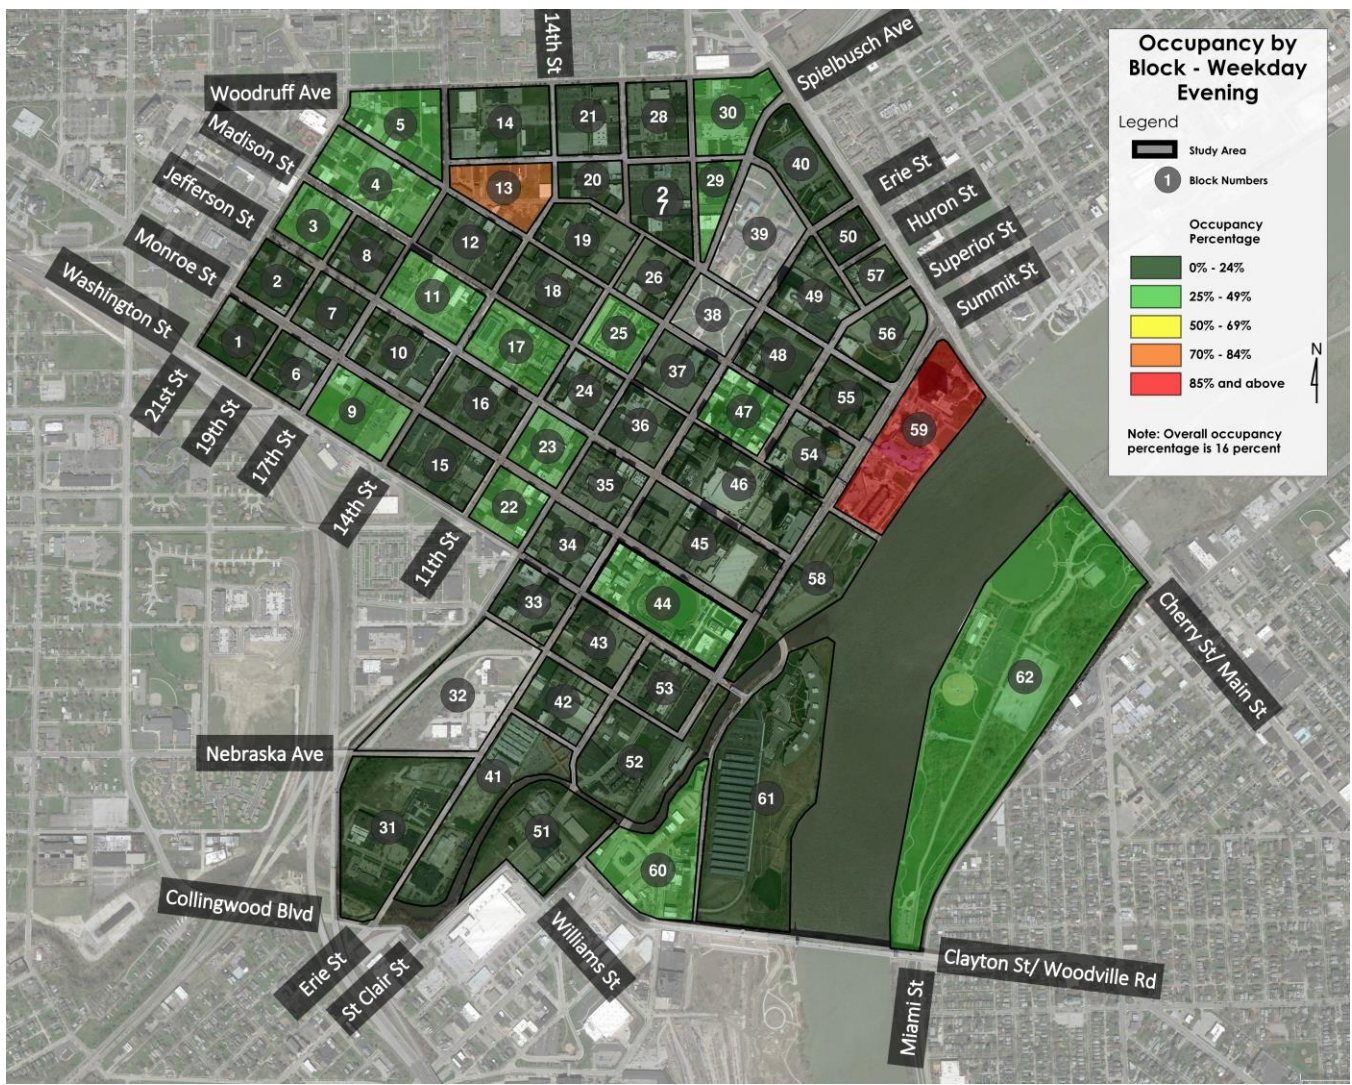 14th St
Spielbusch Ave
Woodruff Ave
Madison St
Jefferson St
Monroe St
Washington St
21st St
19th St
17th St
14th St
11th St
Erie St
Huron St
Superior St
Summit St
Cherry St/ Main St
Nebraska Ave
Collingwood Blvd
Erie St
St Clair St
Williams St
Miami St
Clayton St/ Woodville Rd
5
14
21
28
30
40
4
13
20
27
29
3
12
19
39
50
2
8
11
18
26
49
57
1
7
10
17
25
38
56
6
9
16
24
37
48
55
59
15
23
36
47
54
22
35
46
34
45
58
33
44
43
32
42
53
62
41
52
61
31
51
60
Occupancy by
Block - Weekday
Evening
Legend
Study Area
1 Block Numbers
Occupancy
Percentage
0% - 24%
25% - 49%
50% - 69%
70% - 84%
85% and above
N
Note: Overall occupancy
percentage is 16 percent